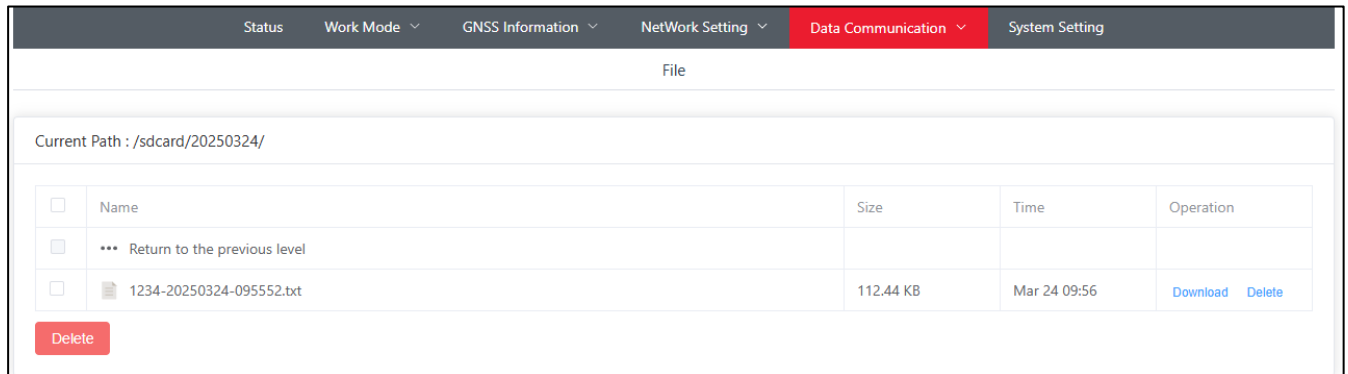 Status Work Mode GNSS Information NetWork Setting Data Communication System Setting
File
Current Path : /sdcard/20250324/
Name Size Time Operation
Return to the previous level
1234-20250324-095552.txt 112.44 KB Mar 24 09:56 Download Delete
Delete